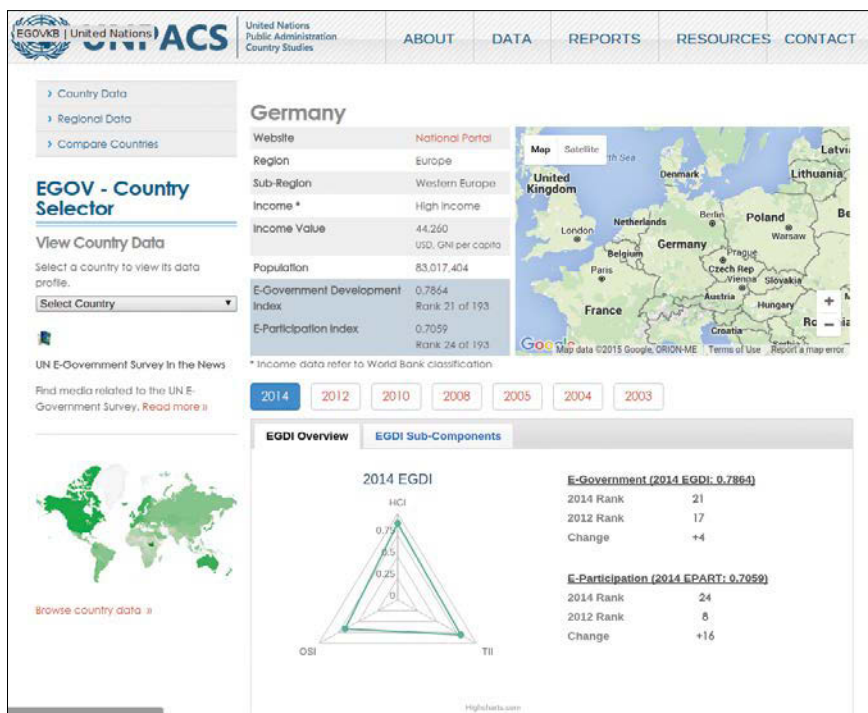 EGOVKB | United Nations
PACS
United Nations
Public Administration
Country Studies
ABOUT
DATA
REPORTS
RESOURCES
CONTACT
› Country Data
› Regional Data
› Compare Countries
EGOV - Country
Selector
View Country Data
Select a country to view its data
profile.
Select Country
UN E-Government Survey in the News
Find media related to the UN E-
Government Survey. Read more »
Browse country data »
Germany
Website National Portal
Region Europe
Sub-Region Western Europe
Income * High Income
Income Value 44,260
USD, GNI per capita
Population 83,017,404
E-Government Development 0.7864
Index Rank 21 of 193
E-Participation Index 0.7059
Rank 24 of 193
* Income data refer to World Bank classification
Map Satellite
th Sea
Latvi
Lithuania
Denmark
United
Kingdom
Be
Netherlands
Berlin
Poland
London
Warsaw
Belgium
Germany
Prague
Paris
Czech Rep
Vienna
Slovakia
Austria
Hungary
France
Croatia
+
−
Map data ©2015 Google, ORION-ME Terms of Use Report a map error
2014 2012 2010 2008 2005 2004 2003
EGDI Overview EGDI Sub-Components
2014 EGDI
HCI
0.75
0.5
0.25
0
OSI
TII
E-Government (2014 EGDI: 0.7864)
2014 Rank 21
2012 Rank 17
Change +4
E-Participation (2014 EPART: 0.7059)
2014 Rank 24
2012 Rank 8
Change +16
Highcharts.com